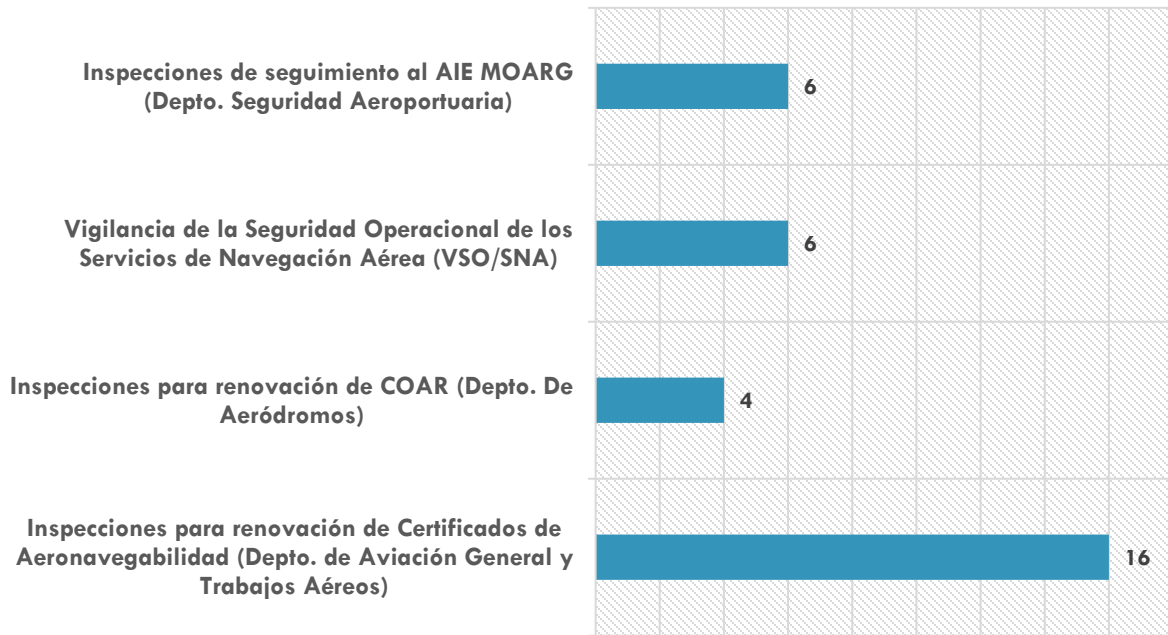 Inspecciones de seguimiento al AIE MOARG
(Depto. Seguridad Aeroportuaria)
6
Vigilancia de la Seguridad Operacional de los
Servicios de Navegación Aérea (VSO/SNA)
6
Inspecciones para renovación de COAR (Depto. De
Aeródromos)
4
Inspecciones para renovación de Certificados de
Aeronavegabilidad (Depto. de Aviación General y
Trabajos Aéreos)
16